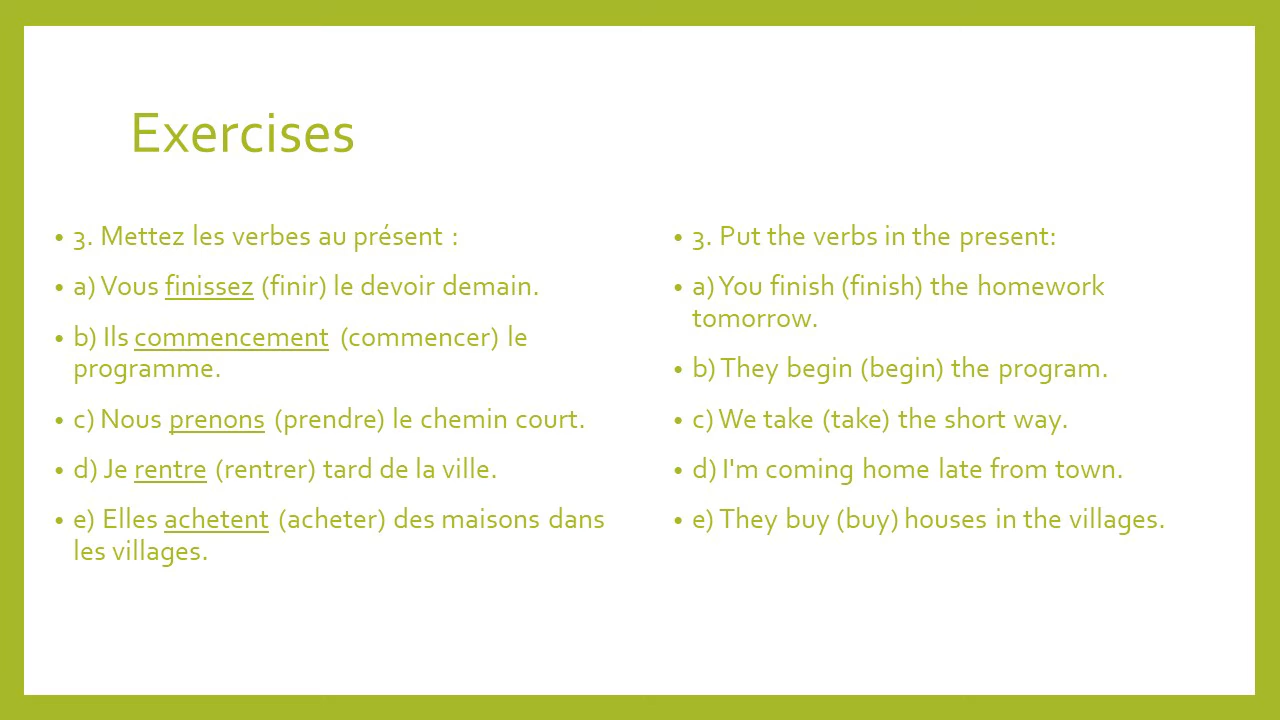 Exercises
• 3. Mettez les verbes au présent :
• a) Vous finissez (finir) le devoir demain.
• b) Ils commencement (commencer) le
programme.
• c) Nous prenons (prendre) le chemin court.
• d) Je rentre (rentrer) tard de la ville.
• e) Elles achetent (acheter) des maisons dans
les villages.
• 3. Put the verbs in the present:
• a) You finish (finish) the homework
tomorrow.
• b) They begin (begin) the program.
• c) We take (take) the short way.
• d) I'm coming home late from town.
• e) They buy (buy) houses in the villages.